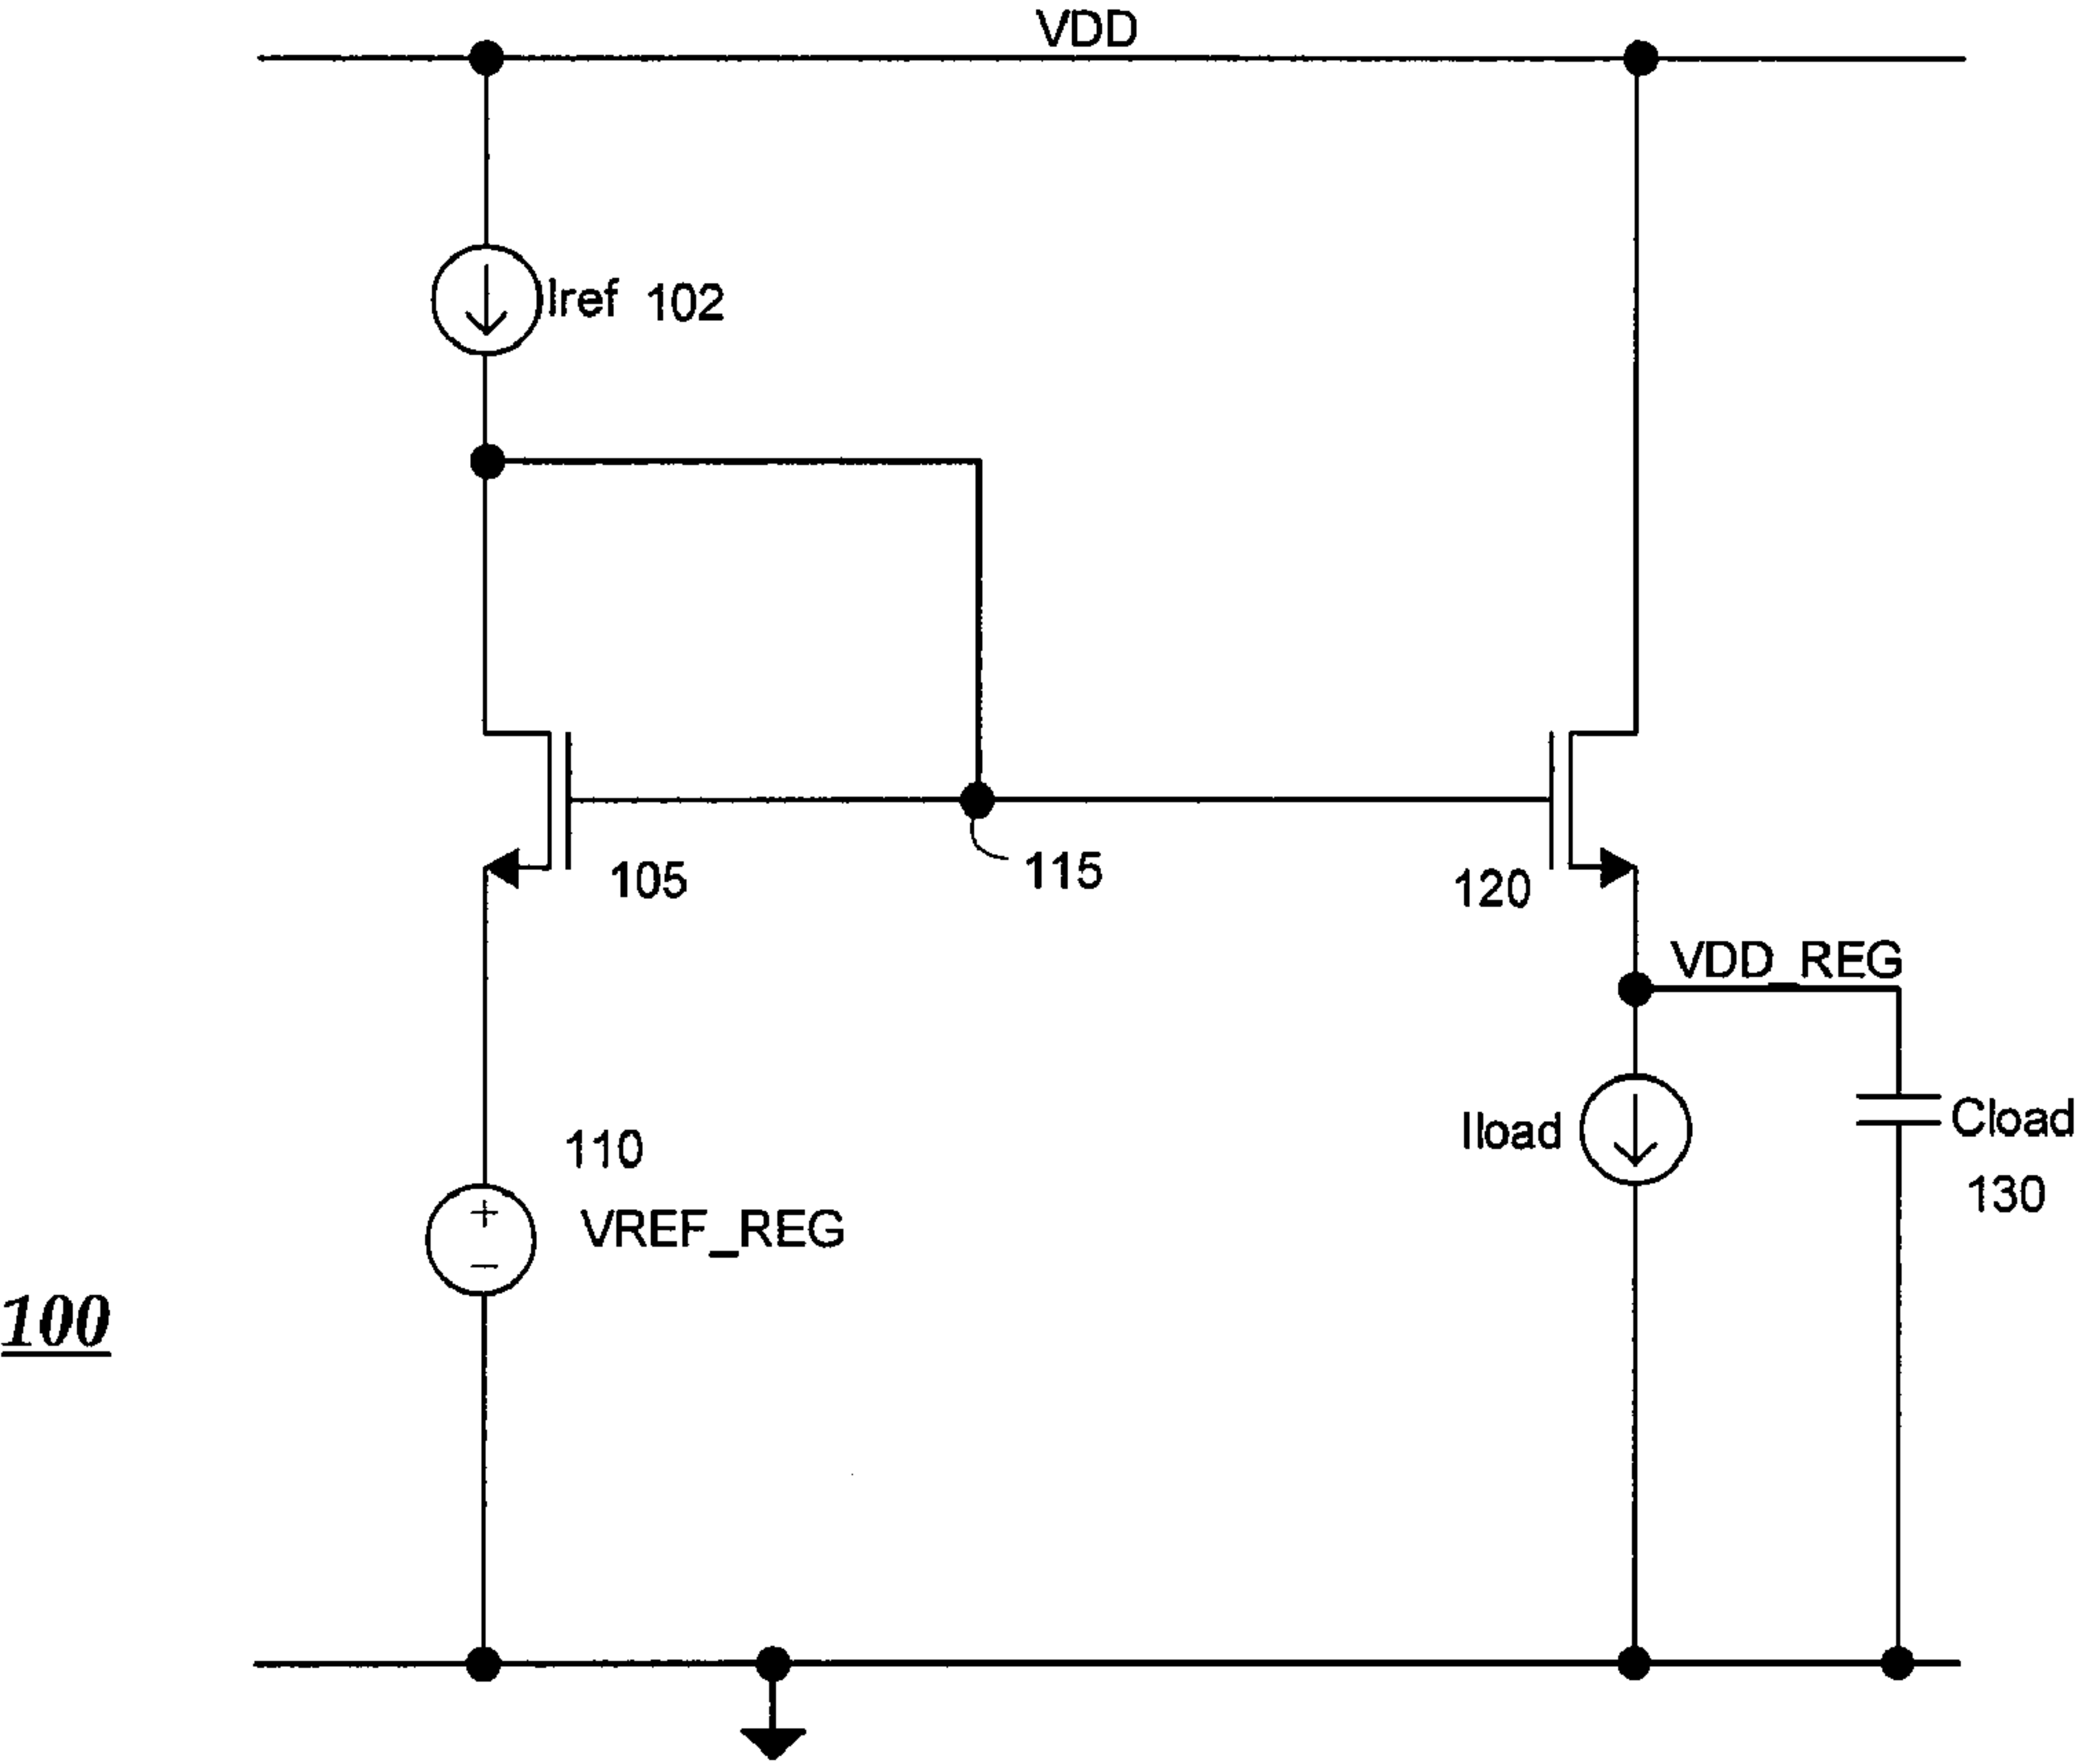 VDD
Iref 102
105
115
120
VDD_REG
110
VREF_REG
Iload
Cload
130
+
−
100